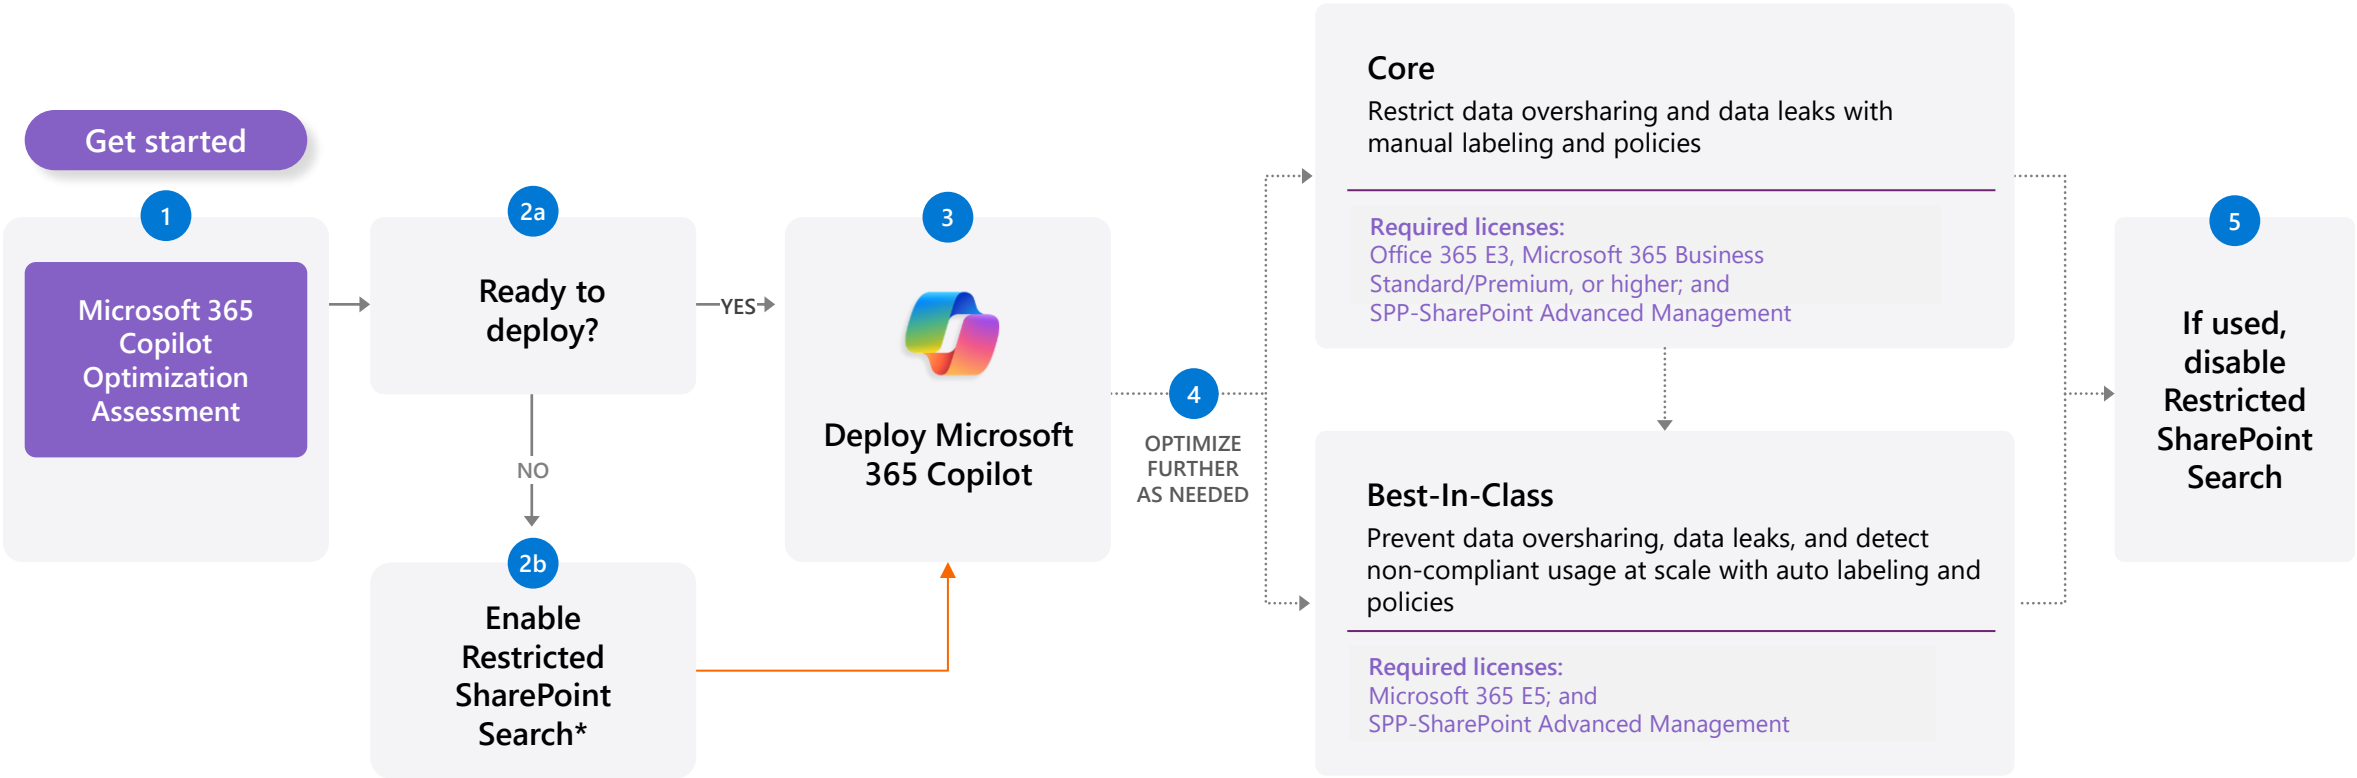 Get started
1
Microsoft 365
Copilot
Optimization
Assessment
2a
Ready to
deploy?
YES
NO
2b
Enable
Restricted
SharePoint
Search*
3
Deploy Microsoft
365 Copilot
4
OPTIMIZE
FURTHER
AS NEEDED
Core
Restrict data oversharing and data leaks with
manual labeling and policies
Required licenses:
Office 365 E3, Microsoft 365 Business
Standard/Premium, or higher; and
SPP-SharePoint Advanced Management
Best-In-Class
Prevent data oversharing, data leaks, and detect
non-compliant usage at scale with auto labeling and
policies
Required licenses:
Microsoft 365 E5; and
SPP-SharePoint Advanced Management
5
If used,
disable
Restricted
SharePoint
Search